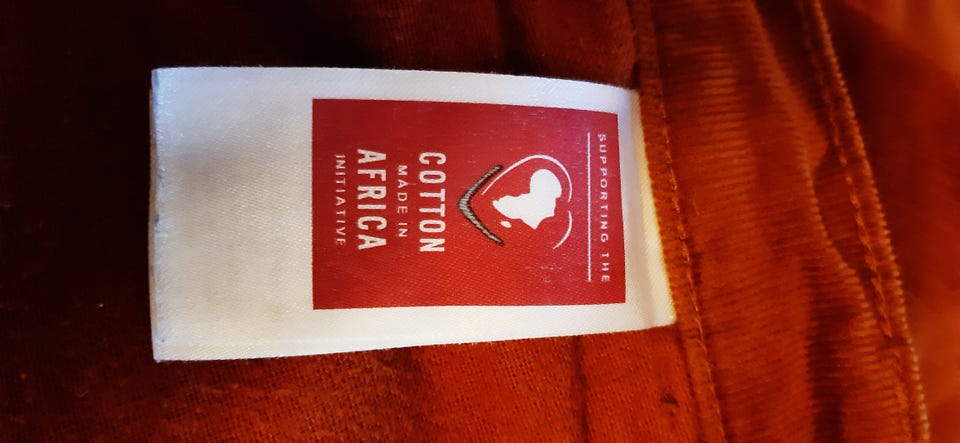 SUPPORTING THE
COTTON
MADE IN
AFRICA
INITIATIVE